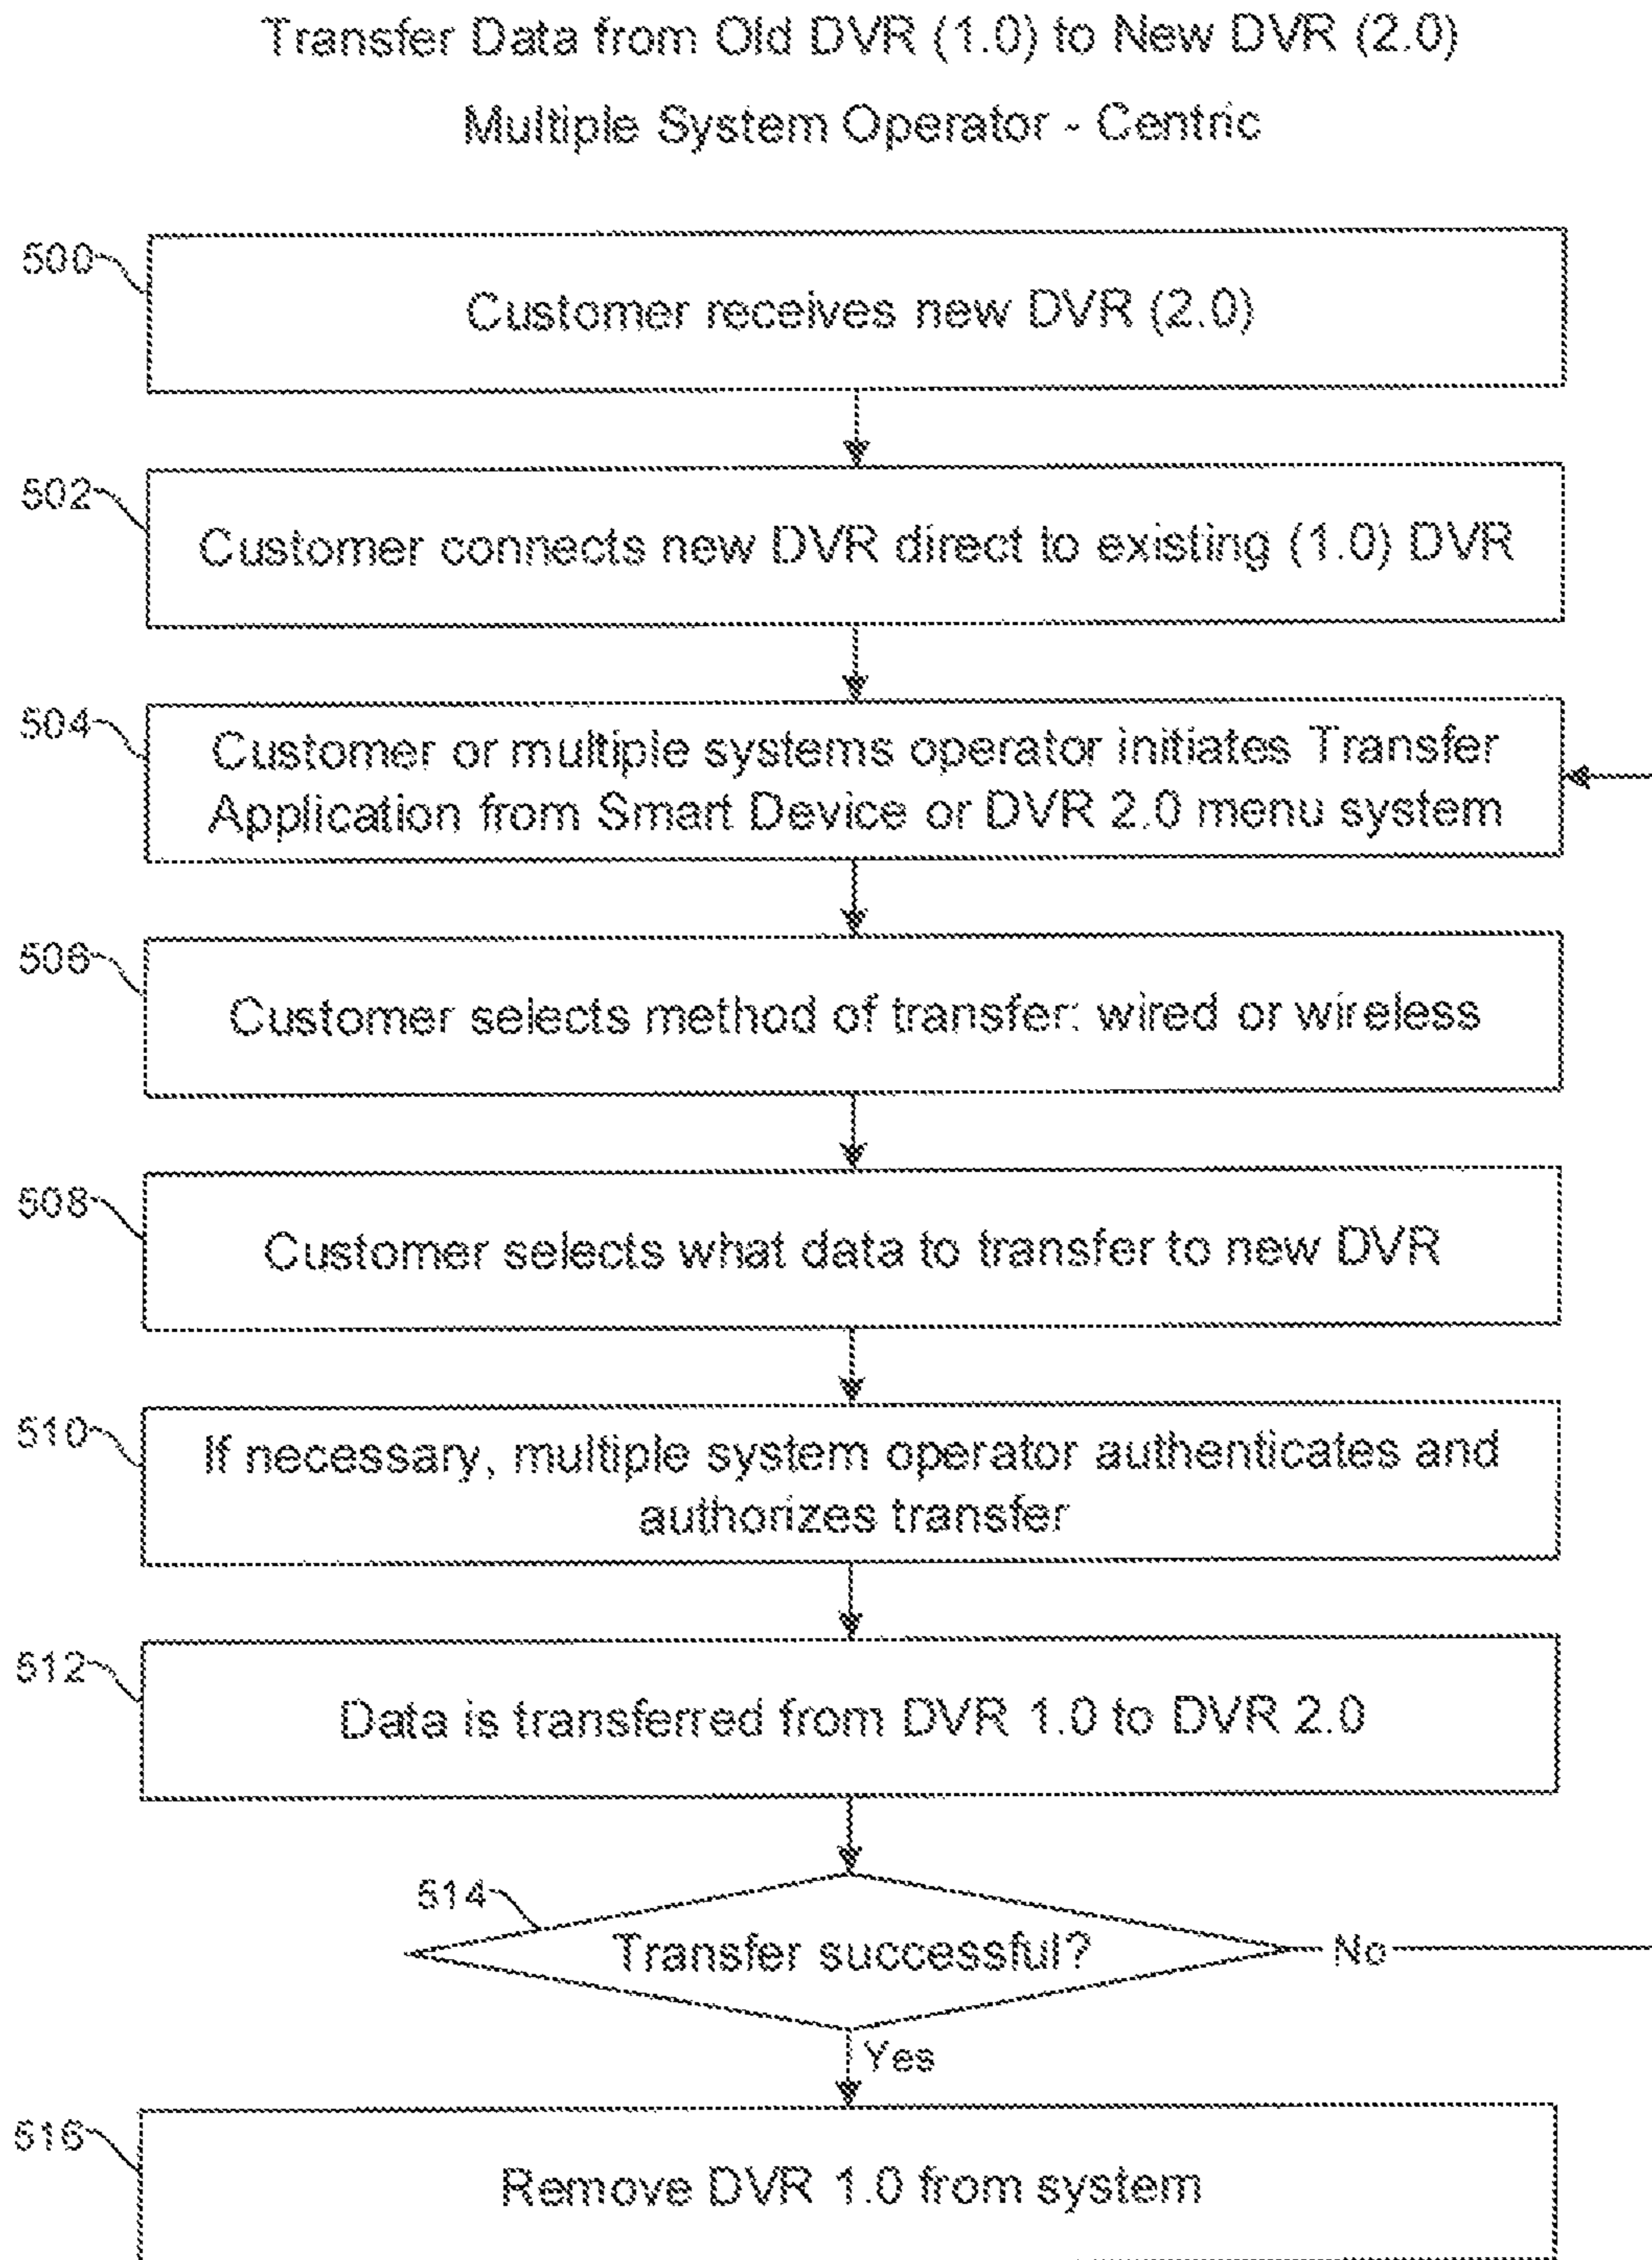 Transfer Data from Old DVR (1.0) to New DVR (2.0)
Multiple System Operator - Centric
500
Customer receives new DVR (2.0)
502
Customer connects new DVR direct to existing (1.0) DVR
504
Customer or multiple systems operator initiates Transfer
Application from Smart Device or DVR 2.0 menu system
506
Customer selects method of transfer: wired or wireless
508
Customer selects what data to transfer to new DVR
510
If necessary, multiple system operator authenticates and
authorizes transfer
512
Data is transferred from DVR 1.0 to DVR 2.0
514
Transfer successful?
No
Yes
516
Remove DVR 1.0 from system